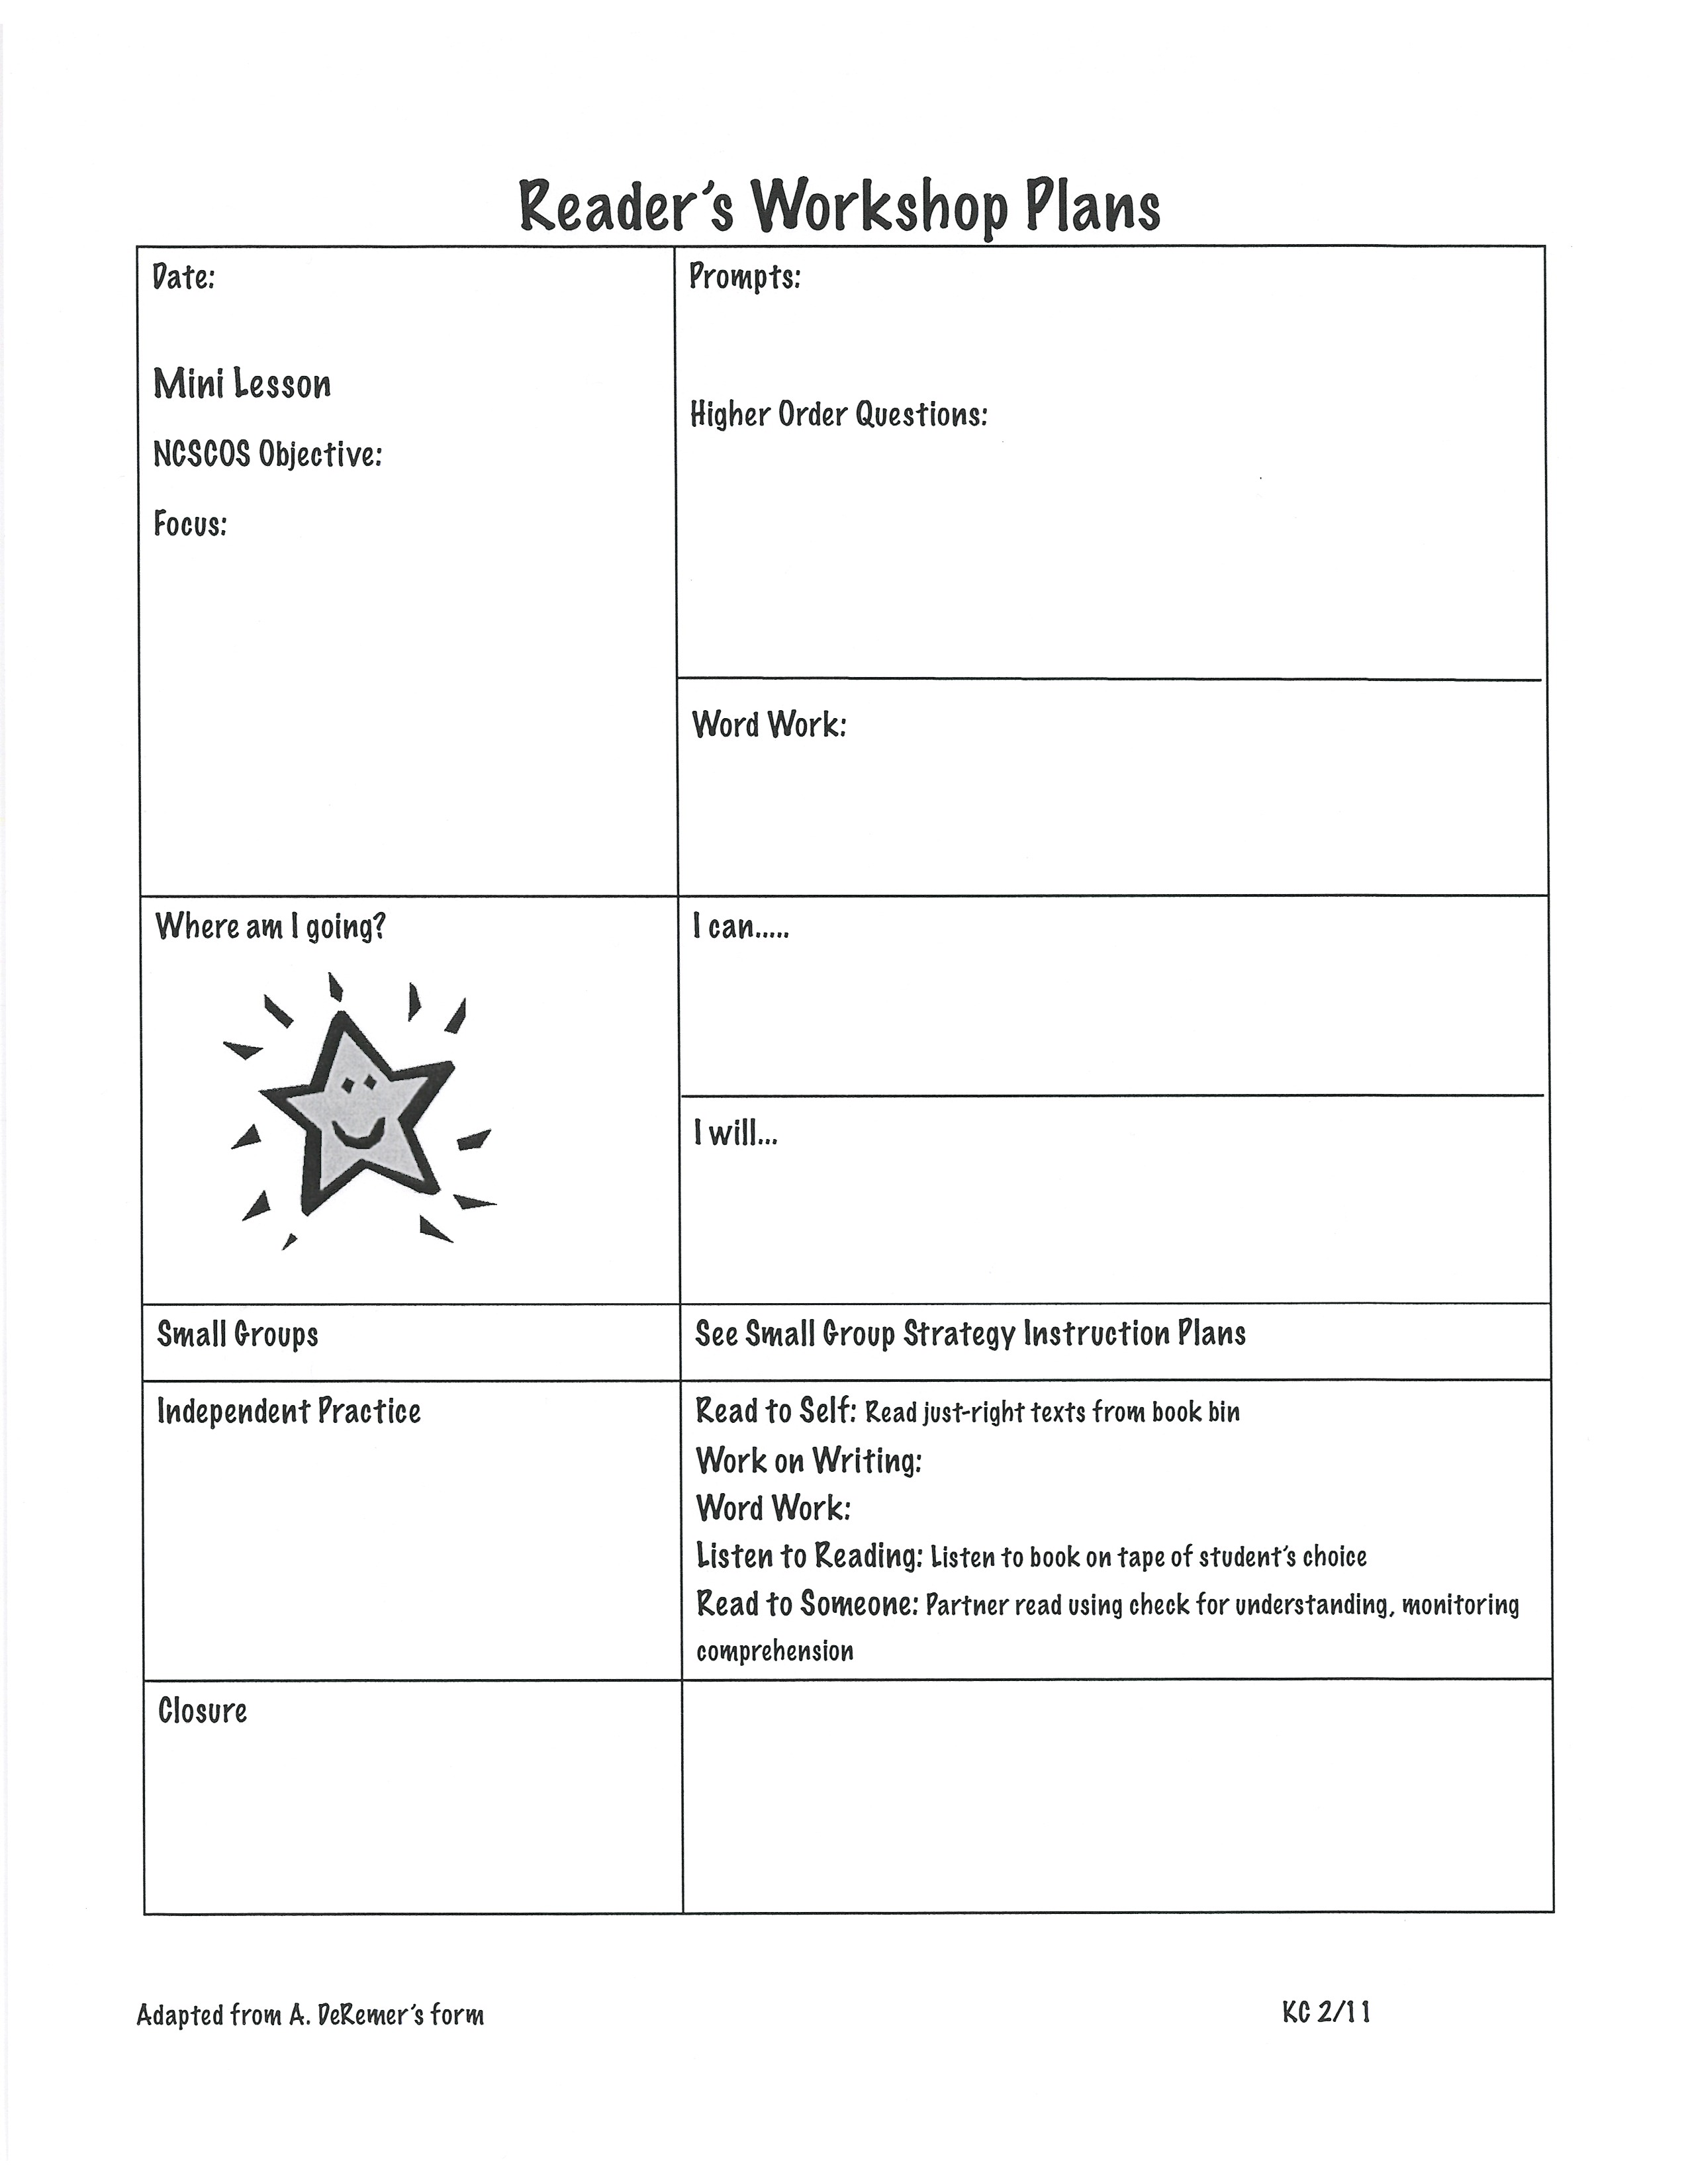 Reader's Workshop Plans
Date:
Mini Lesson
NCSCOS Objective:
Focus:
Prompts:
Higher Order Questions:
Word Work:
Where am I going?
I can.....
I will...
Small Groups
See Small Group Strategy Instruction Plans
Independent Practice
Read to Self: Read just-right texts from book bin
Work on Writing:
Word Work:
Listen to Reading: Listen to book on tape of student's choice
Read to Someone: Partner read using check for understanding, monitoring
comprehension
Closure
Adapted from A. DeRemer's form
KC 2/11